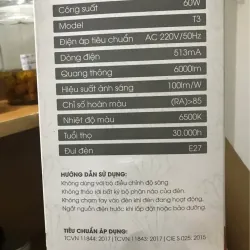 Công suất 60W
Model T3
Điện áp tiêu chuẩn AC 220V/50Hz
Dòng điện 513mA
Quang thông 6000lm
Hiệu suất ánh sáng 100lm/W
Chỉ số hoàn màu (RA)>85
Nhiệt độ màu 6500K
Tuổi thọ 30.000h
Đui đèn E27
HƯỚNG DẪN SỬ DỤNG:
Không dùng với bộ điều chỉnh độ sáng.
Không tháo rời bất kỳ bộ phận nào của đèn.
Không chạm tay vào đèn khi đèn đang hoạt động.
Ngắt nguồn điện trước khi lắp đặt hoặc bảo dưỡng.
TIÊU CHUẨN ÁP DỤNG:
TCVN 11844: 2017 | TCVN 11843: 2017 | CIE S 025: 2015